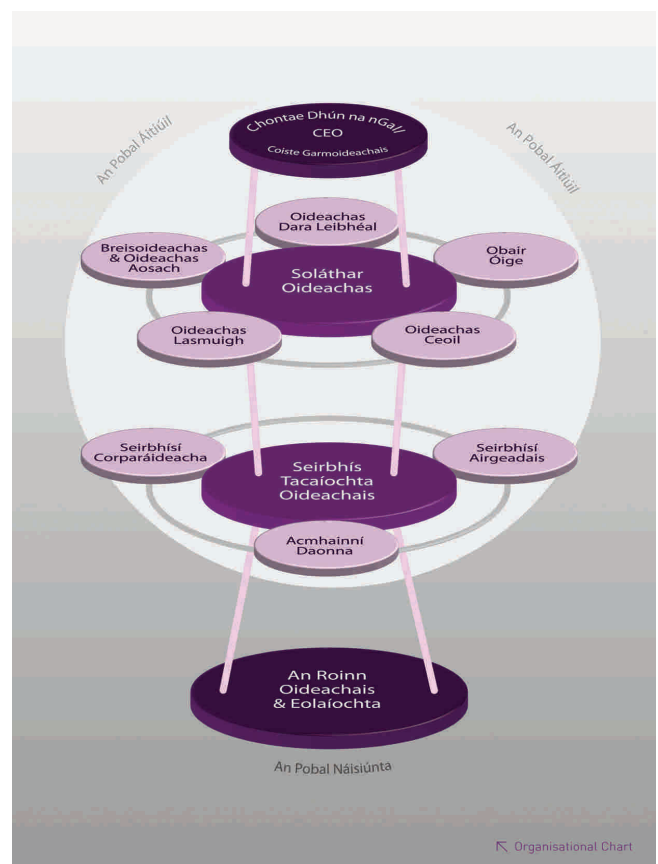 Chontae Dhún na nGall
CEO
Coiste Garmoideachais
An Pobal Áitiúil
An Pobal Áitiúil
Oideachas
Dara Leibhéal
Breisoideachas
& Oideachas
Aosach
Obair
Óige
Soláthar
Oideachas
Oideachas
Lasmuigh
Oideachas
Ceoil
Seirbhísí
Corparáideacha
Seirbhísí
Airgeadais
Seirbhís
Tacaíochta
Oideachais
Acmhainní
Daonna
An Roinn
Oideachais
& Eolaíochta
An Pobal Náisiúnta
Organisational Chart